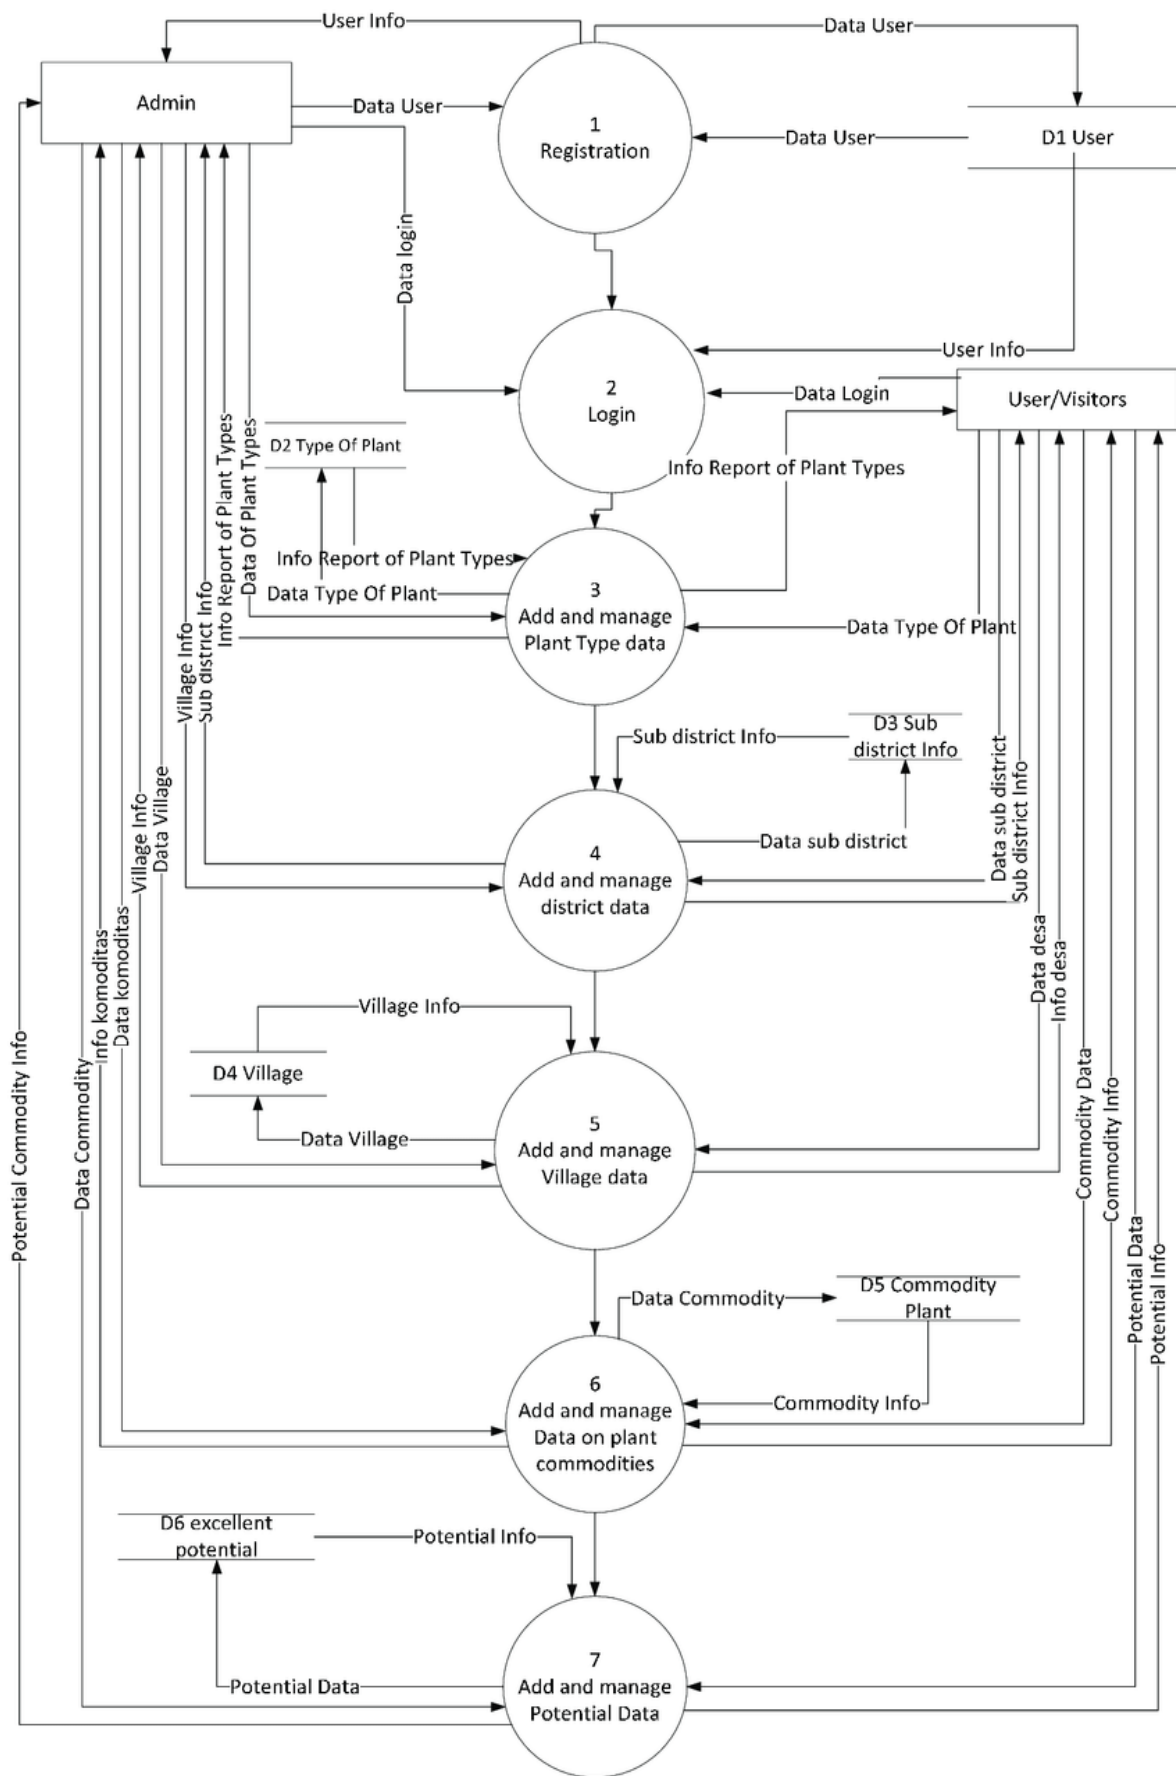 User Info
Data User
Admin
Data User
1
Registration
Data User
D1 User
Data login
User Info
2
Login
Data Login
User/Visitors
D2 Type Of Plant
Info Report of Plant Types
Info Report of Plant Types
Data Of Plant Types
Info Report of Plant Types
Data Type Of Plant
3
Add and manage
Plant Type data
Data Type Of Plant
Village Info
Sub district Info
Sub district Info
D3 Sub
district Info
Data sub district
4
Add and manage
district data
Data sub district
Sub district Info
Village Info
Data Village
Info komoditas
Data komoditas
Data desa
Info desa
Village Info
D4 Village
Data Village
5
Add and manage
Village data
Potential Commodity Info
Data Commodity
Commodity Data
Commodity Info
Potential Data
Potential Info
Data Commodity
D5 Commodity
Plant
Commodity Info
6
Add and manage
Data on plant
commodities
D6 excellent
potential
Potential Info
Potential Data
7
Add and manage
Potential Data